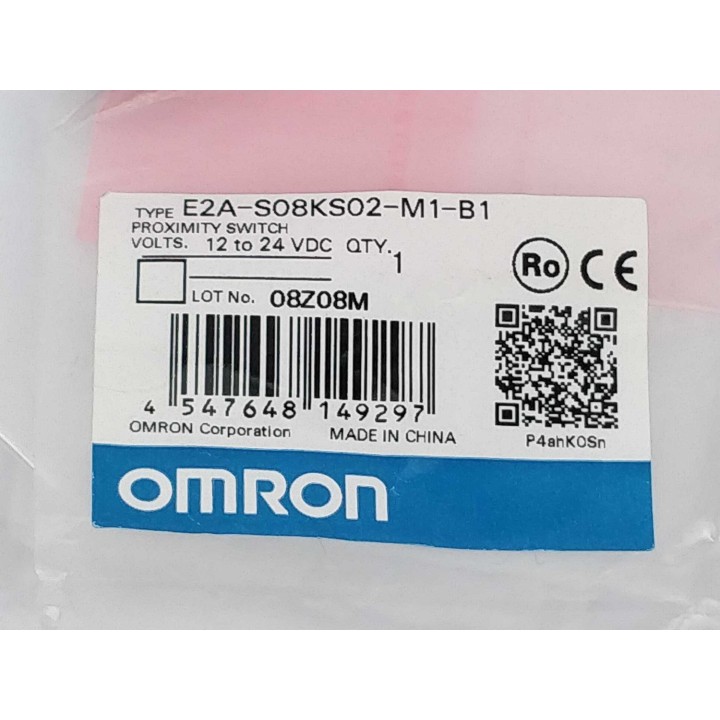 TYPE E2A-S08KS02-M1-B1
PROXIMITY SWITCH
VOLTS. 12 to 24 VDC QTY. 1
LOT No. 08Z08M
Ro CE
4 547648 149297
OMRON Corporation MADE IN CHINA
P4ahK0Sn
OMRON